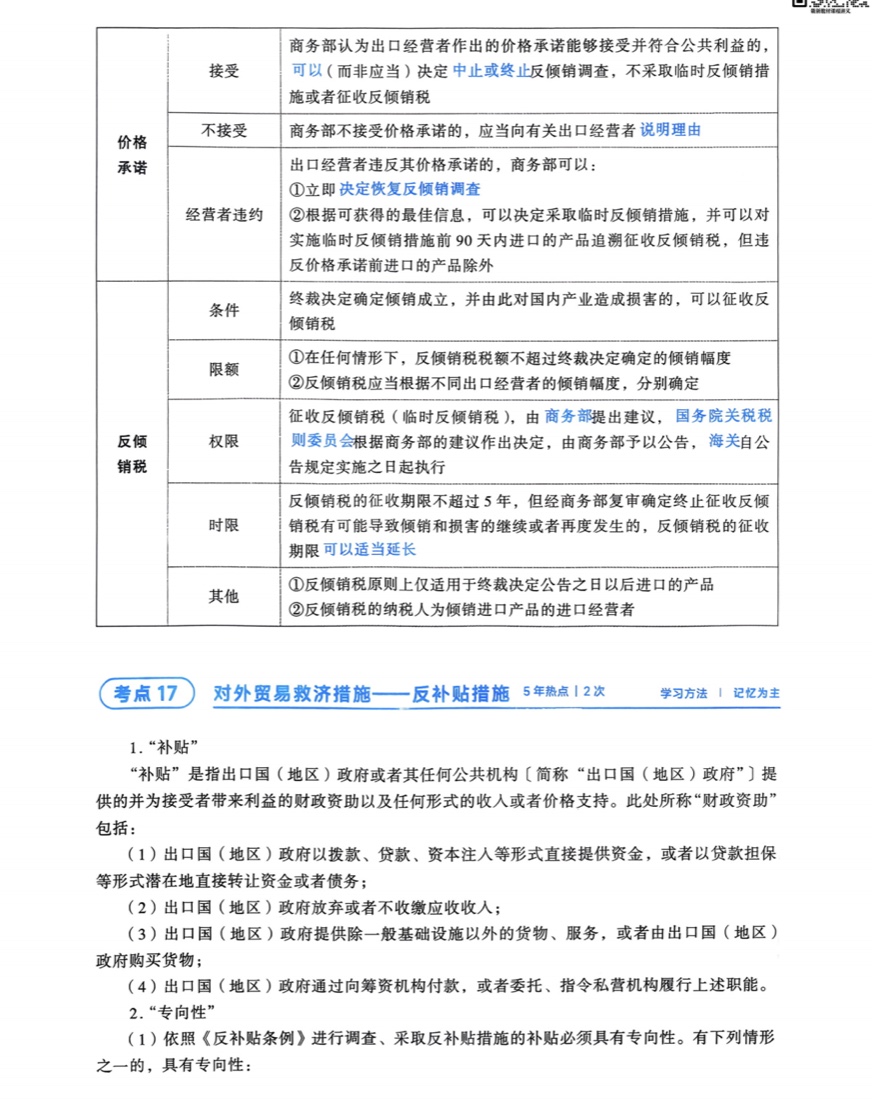 价格
承诺
接受
商务部认为出口经营者作出的价格承诺能够接受并符合公共利益的，
可以（而非应当）决定 中止或终止反倾销调查，不采取临时反倾销措
施或者征收反倾销税
不接受
商务部不接受价格承诺的，应当向有关出口经营者 说明理由
经营者违约
出口经营者违反其价格承诺的，商务部可以：
①立即 决定恢复反倾销调查
②根据可获得的最佳信息，可以决定采取临时反倾销措施，并可以对
实施临时反倾销措施前 90 天内进口的产品追溯征收反倾销税，但违
反价格承诺前进口的产品除外
反倾
销税
条件
终裁决定确定倾销成立，并由此对国内产业造成损害的，可以征收反
倾销税
限额
①在任何情形下，反倾销税税额不超过终裁决定确定的倾销幅度
②反倾销税应当根据不同出口经营者的倾销幅度，分别确定
权限
征收反倾销税（临时反倾销税），由 商务部提出建议， 国务院关税税
则委员会根据商务部的建议作出决定，由商务部予以公告， 海关自公
告规定实施之日起执行
时限
反倾销税的征收期限不超过 5 年，但经商务部复审确定终止征收反倾
销税有可能导致倾销和损害的继续或者再度发生的，反倾销税的征收
期限 可以适当延长
其他
①反倾销税原则上仅适用于终裁决定公告之日以后进口的产品
②反倾销税的纳税人为倾销进口产品的进口经营者
考点 17 对外贸易救济措施——反补贴措施 5 年热点 | 2 次 学习方法 | 记忆为主
1. “补贴”
“补贴”是指出口国（地区）政府或者其任何公共机构〔简称“出口国（地区）政府”〕提
供的并为接受者带来利益的财政资助以及任何形式的收人或者价格支持。此处所称“财政资助”
包括：
（1）出口国（地区）政府以拨款、贷款、资本注人等形式直接提供资金，或者以贷款担保
等形式潜在地直接转让资金或者债务；
（2）出口国（地区）政府放弃或者不收缴应收收人；
（3）出口国（地区）政府提供除一般基础设施以外的货物、服务，或者由出口国（地区）
政府购买货物；
（4）出口国（地区）政府通过向筹资机构付款，或者委托、指令私营机构履行上述职能。
2. “专向性”
（1）依照《反补贴条例》进行调查、采取反补贴措施的补贴必须具有专向性。有下列情形
之一的，具有专向性：